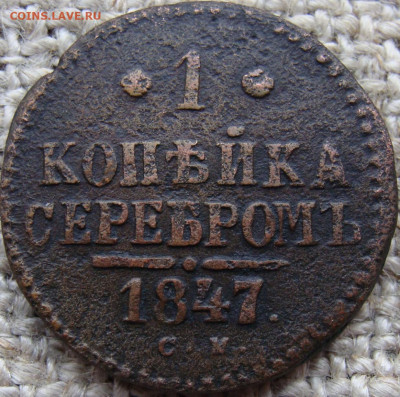 COINS.LAVE.RU
1
КОПѢЙКА
СЕРЕБРОМЪ
1847.
С М